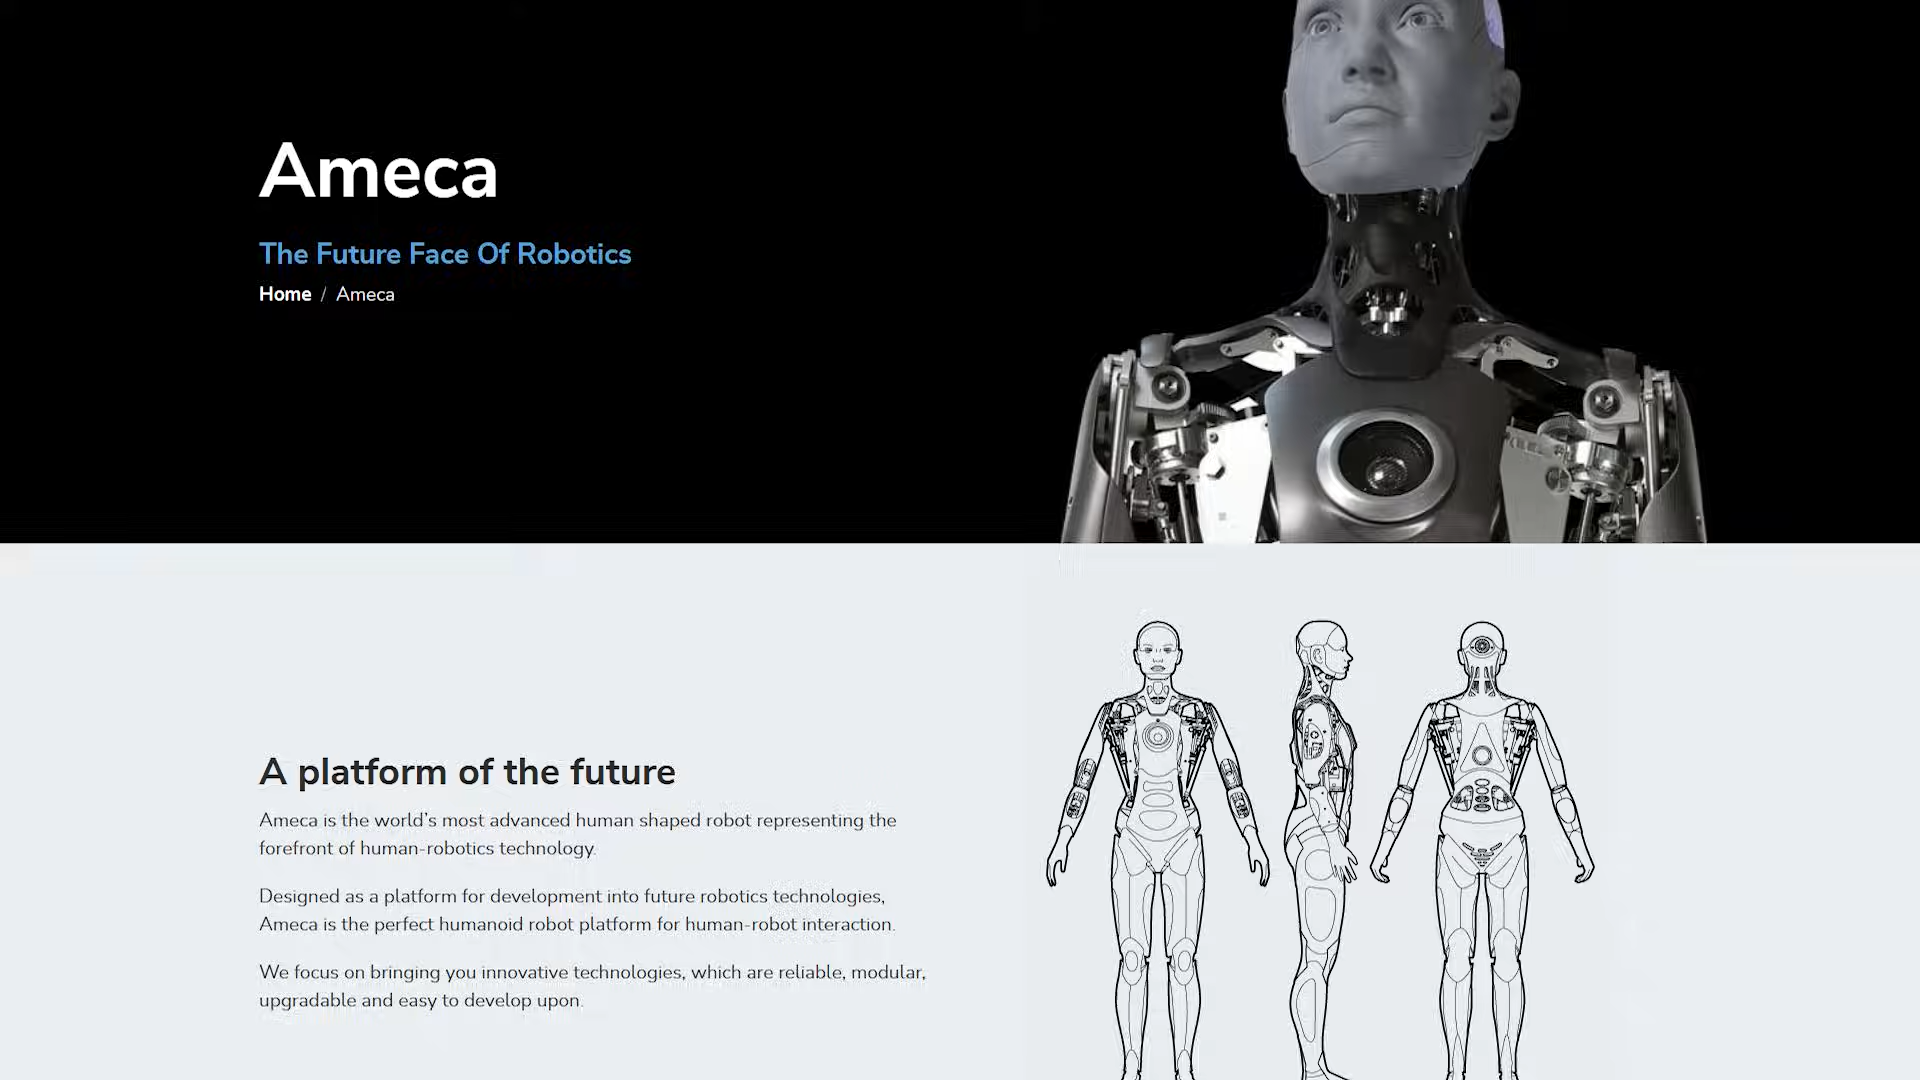 Ameca
The Future Face Of Robotics
Home / Ameca
A platform of the future
Ameca is the world’s most advanced human shaped robot representing the
forefront of human-robotics technology.
Designed as a platform for development into future robotics technologies,
Ameca is the perfect humanoid robot platform for human-robot interaction.
We focus on bringing you innovative technologies, which are reliable, modular,
upgradable and easy to develop upon.